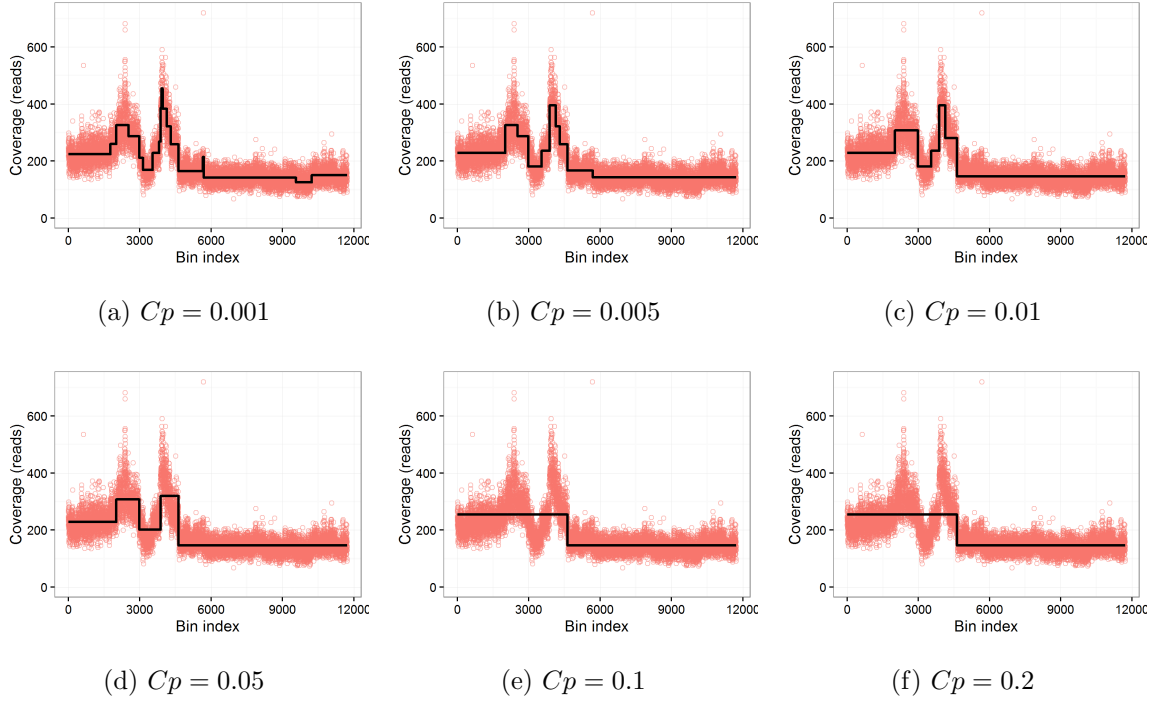 600
400
200
0
Coverage (reads)
0 3000 6000 9000 12000
Bin index
(a) Cp = 0.001
600
400
200
0
Coverage (reads)
0 3000 6000 9000 12000
Bin index
(b) Cp = 0.005
600
400
200
0
Coverage (reads)
0 3000 6000 9000 12000
Bin index
(c) Cp = 0.01
600
400
200
0
Coverage (reads)
0 3000 6000 9000 12000
Bin index
(d) Cp = 0.05
600
400
200
0
Coverage (reads)
0 3000 6000 9000 12000
Bin index
(e) Cp = 0.1
600
400
200
0
Coverage (reads)
0 3000 6000 9000 12000
Bin index
(f) Cp = 0.2